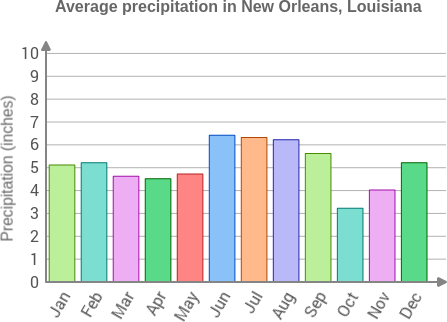 Average precipitation in New Orleans, Louisiana
Precipitation (inches)
10
9
8
7
6
5
4
3
2
1
0
Jan
Feb
Mar
Apr
May
Jun
Jul
Aug
Sep
Oct
Nov
Dec